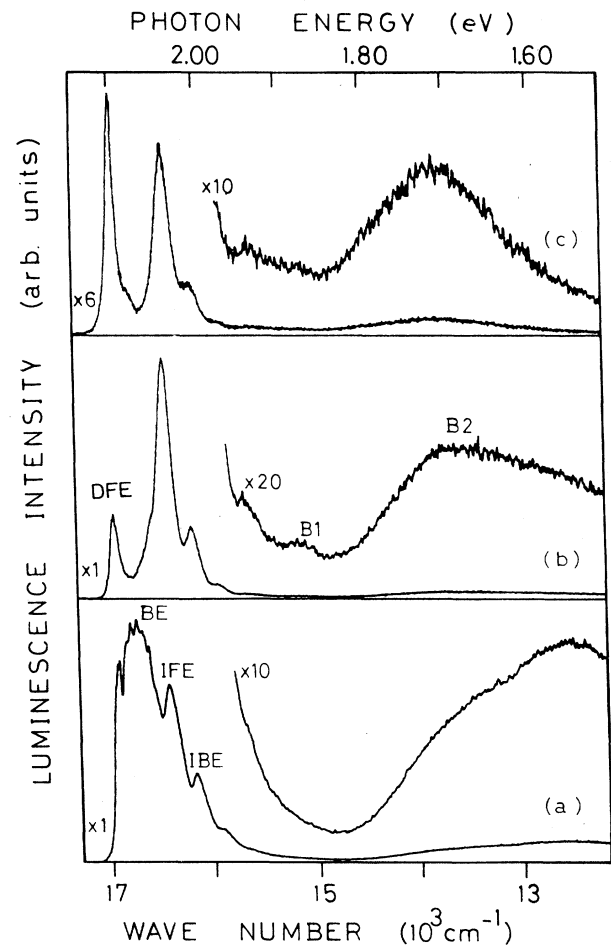 PHOTON ENERGY (eV)
2.00 1.80 1.60
LUMINESCENCE INTENSITY (arb. units)
x10
(c)
x6
B2
DFE
x20
B1
x1
(b)
BE
IFE
x10
IBE
(a)
x1
17 15 13
WAVE NUMBER (10³cm⁻¹)